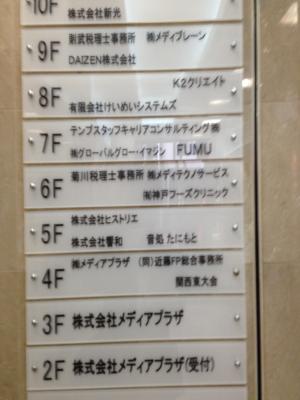 10F
株式会社新光
9F
剤武税理士事務所 ㈱メディブレーン
DAIZEN株式会社
8F
K2クリエイト
有限会社けいめいシステムズ
7F
テンプスタッフキャリアコンサルティング㈱
㈱グローバルグロー・イマジン FUMU
6F
菊川税理士事務所 ㈱メディテクノサービス
㈲神戸フーズクリニック
5F
株式会社ヒストリエ
株式会社響和 音処 たにもと
4F
㈱メディアプラザ (同)近藤FP総合事務所
関西東大会
3F 株式会社メディアプラザ
2F 株式会社メディアプラザ(受付)